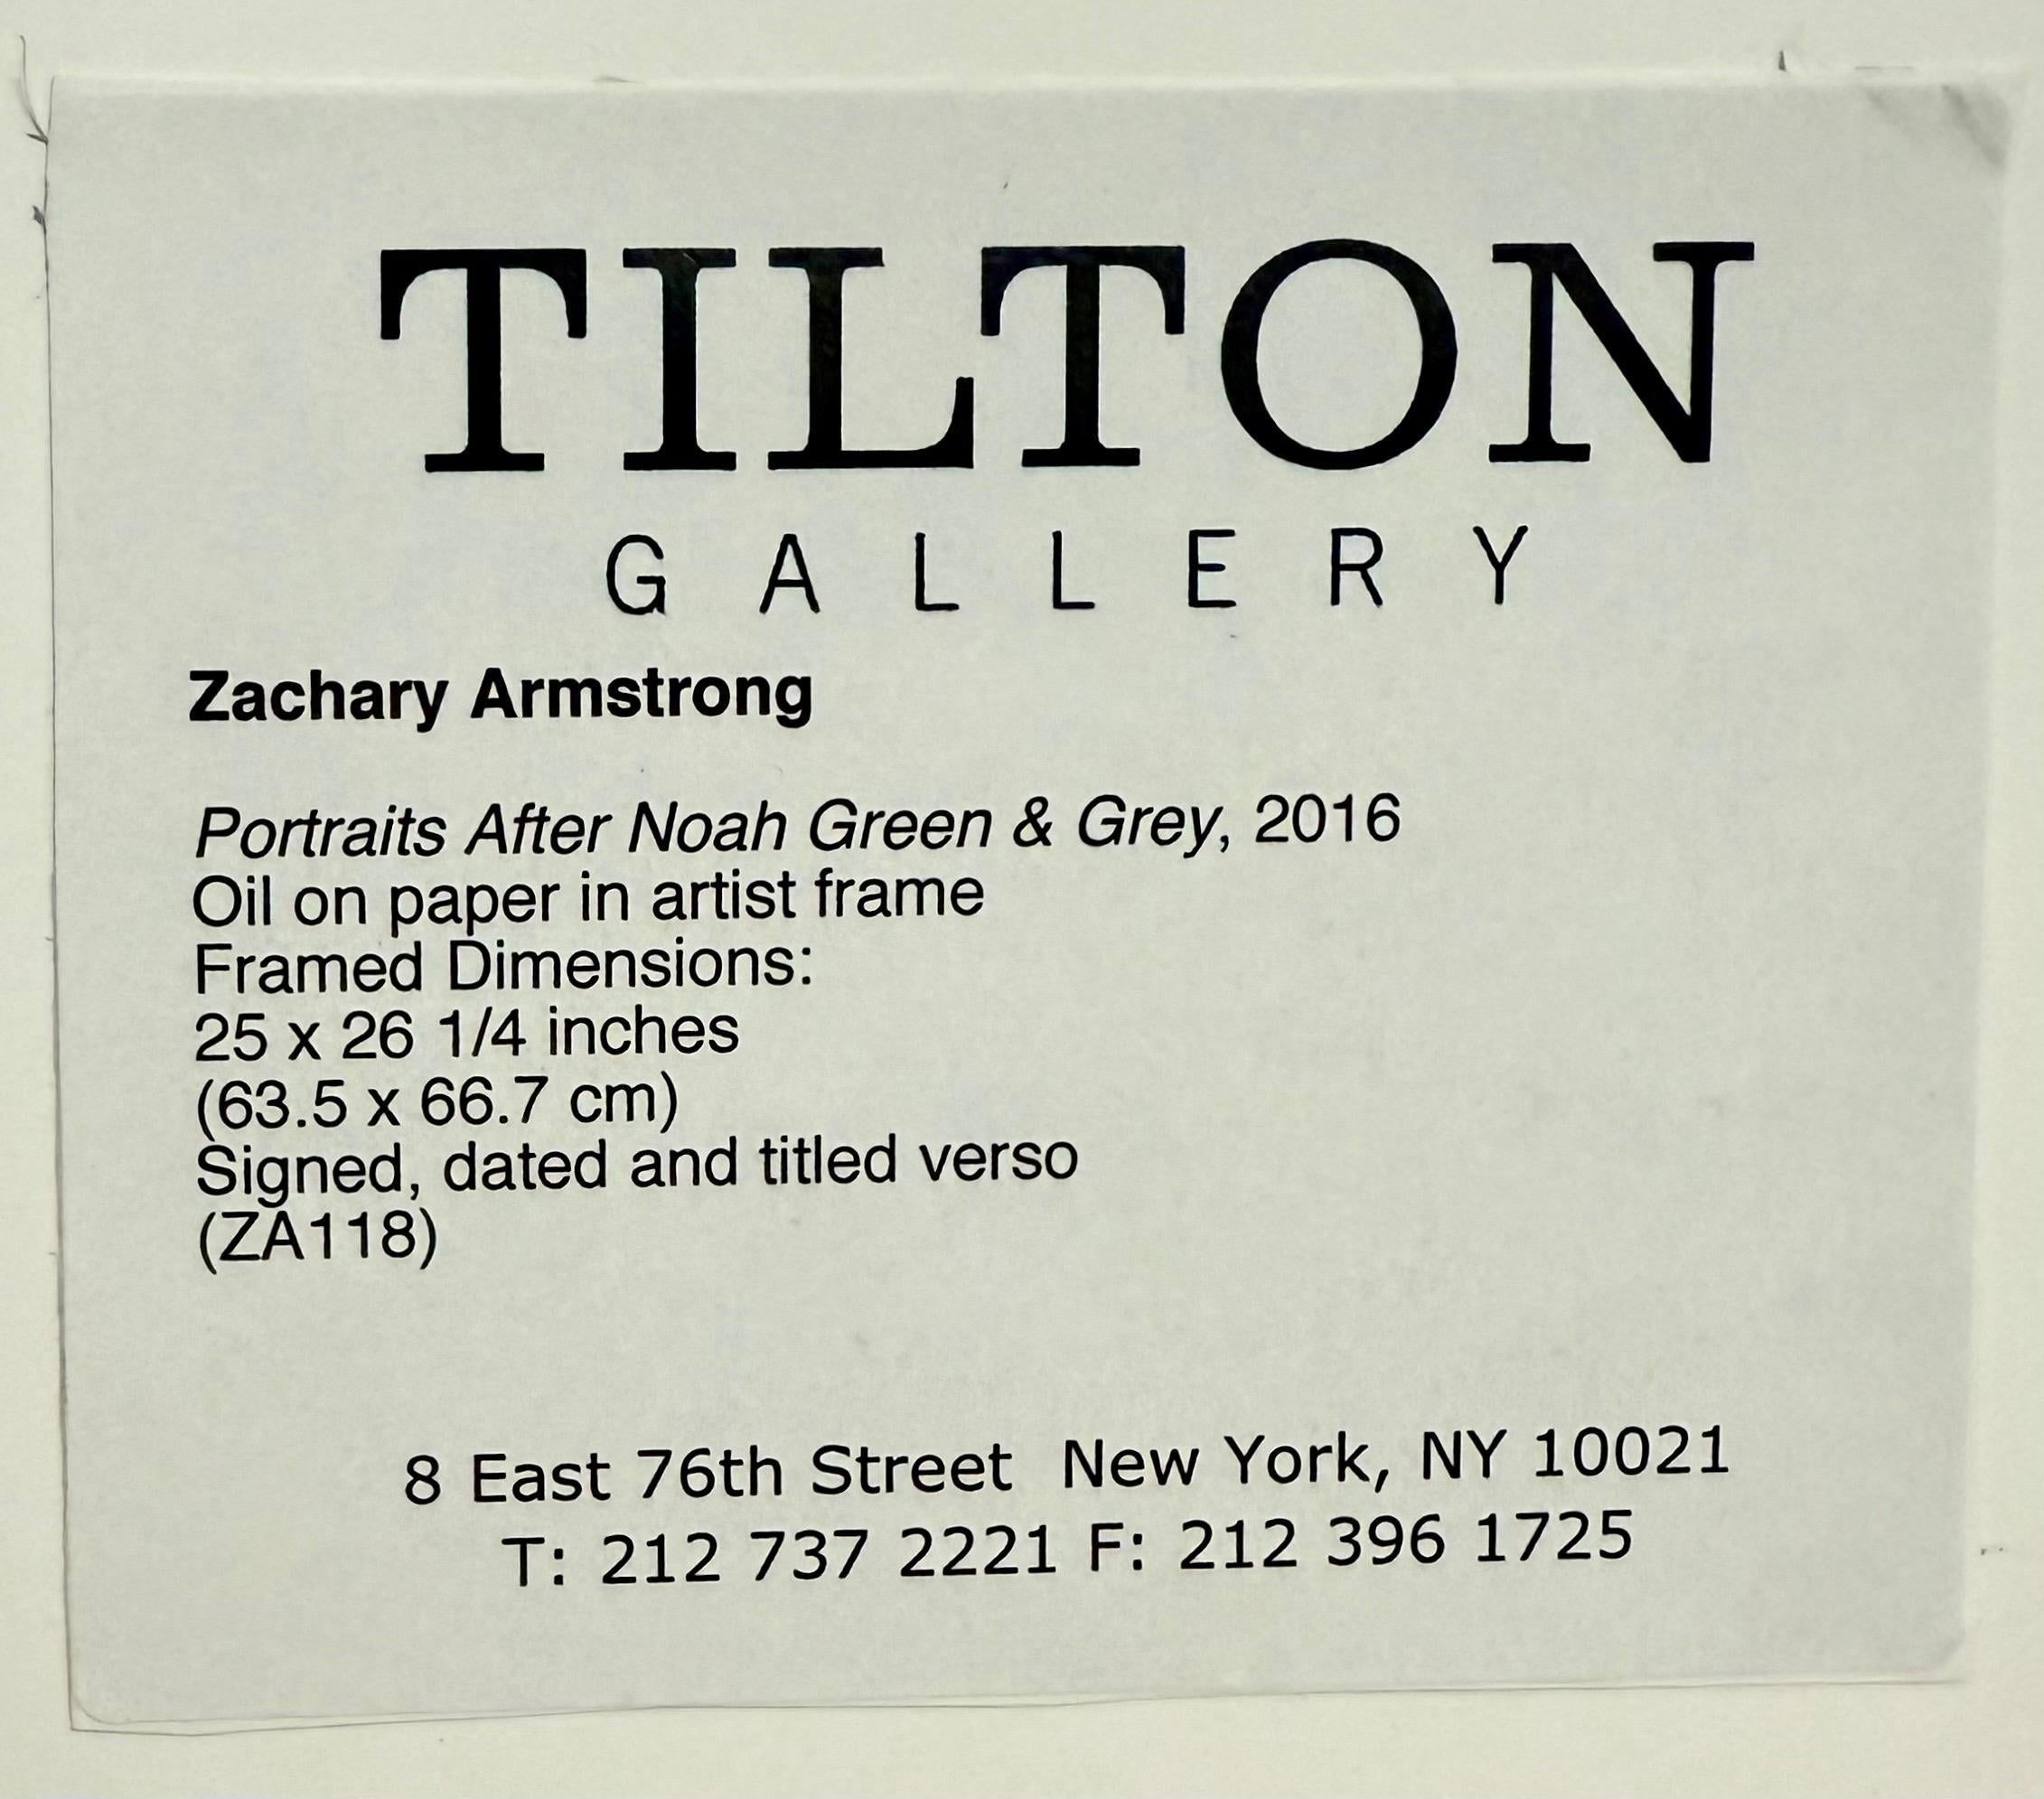 TILTON
GALLERY
Zachary Armstrong
Portraits After Noah Green & Grey, 2016
Oil on paper in artist frame
Framed Dimensions:
25 x 26 1/4 inches
(63.5 x 66.7 cm)
Signed, dated and titled verso
(ZA118)
8 East 76th Street  New York, NY 10021
T: 212 737 2221 F: 212 396 1725